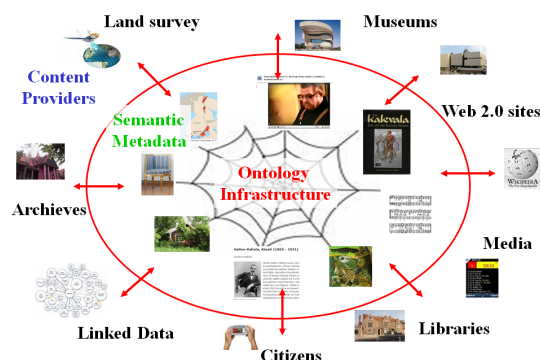 Land survey
Museums
Content
Providers
Semantic
Metadata
Kalevala
Web 2.0 sites
Ontology
Infrastructure
WIKIPEDIA
Archieves
Media
Linked Data
Libraries
Citizens